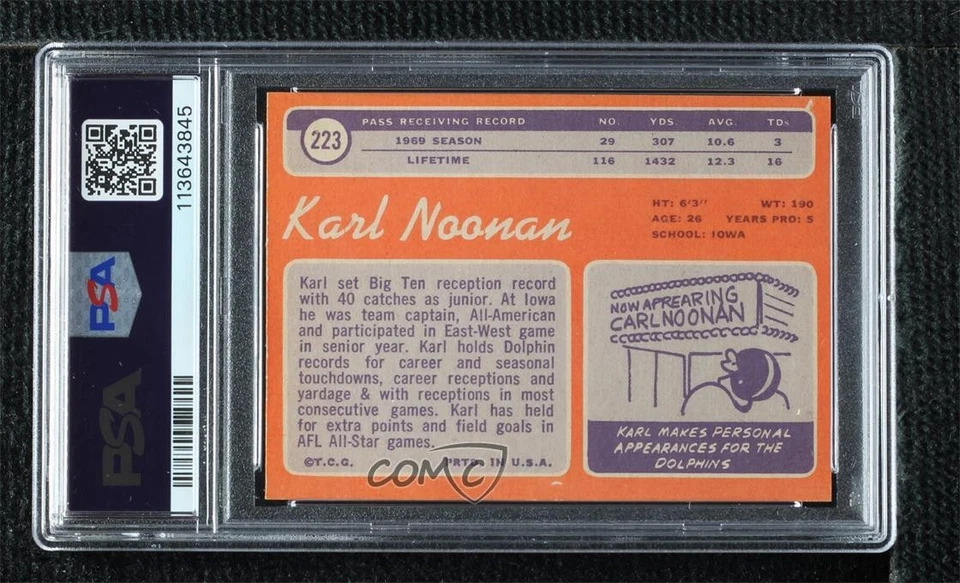 113643845
PSA
PSA
223
PASS RECEIVING RECORD NO. YDS. AVG. TDs
1969 SEASON 29 307 10.6 3
LIFETIME 116 1432 12.3 16
Karl Noonan
HT: 6'3" WT: 190
AGE: 26 YEARS PRO: 5
SCHOOL: IOWA
Karl set Big Ten reception record
with 40 catches as junior. At Iowa
he was team captain, All-American
and participated in East-West game
in senior year. Karl holds Dolphin
records for career and seasonal
touchdowns, career receptions and
yardage & with receptions in most
consecutive games. Karl has held
for extra points and field goals in
AFL All-Star games.
©T.C.G. PRTD. IN U.S.A.
NOW APREARING
CARL NOONAN
KARL MAKES PERSONAL
APPEARANCES FOR THE
DOLPHINS
COMC